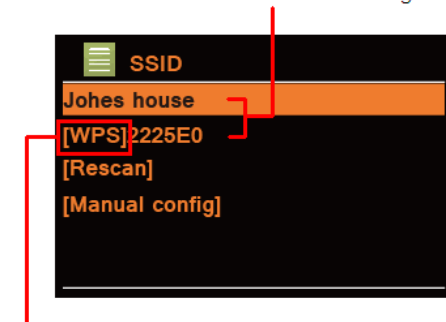 SSID
Johes house
[WPS]2225E0
[Rescan]
[Manual config]